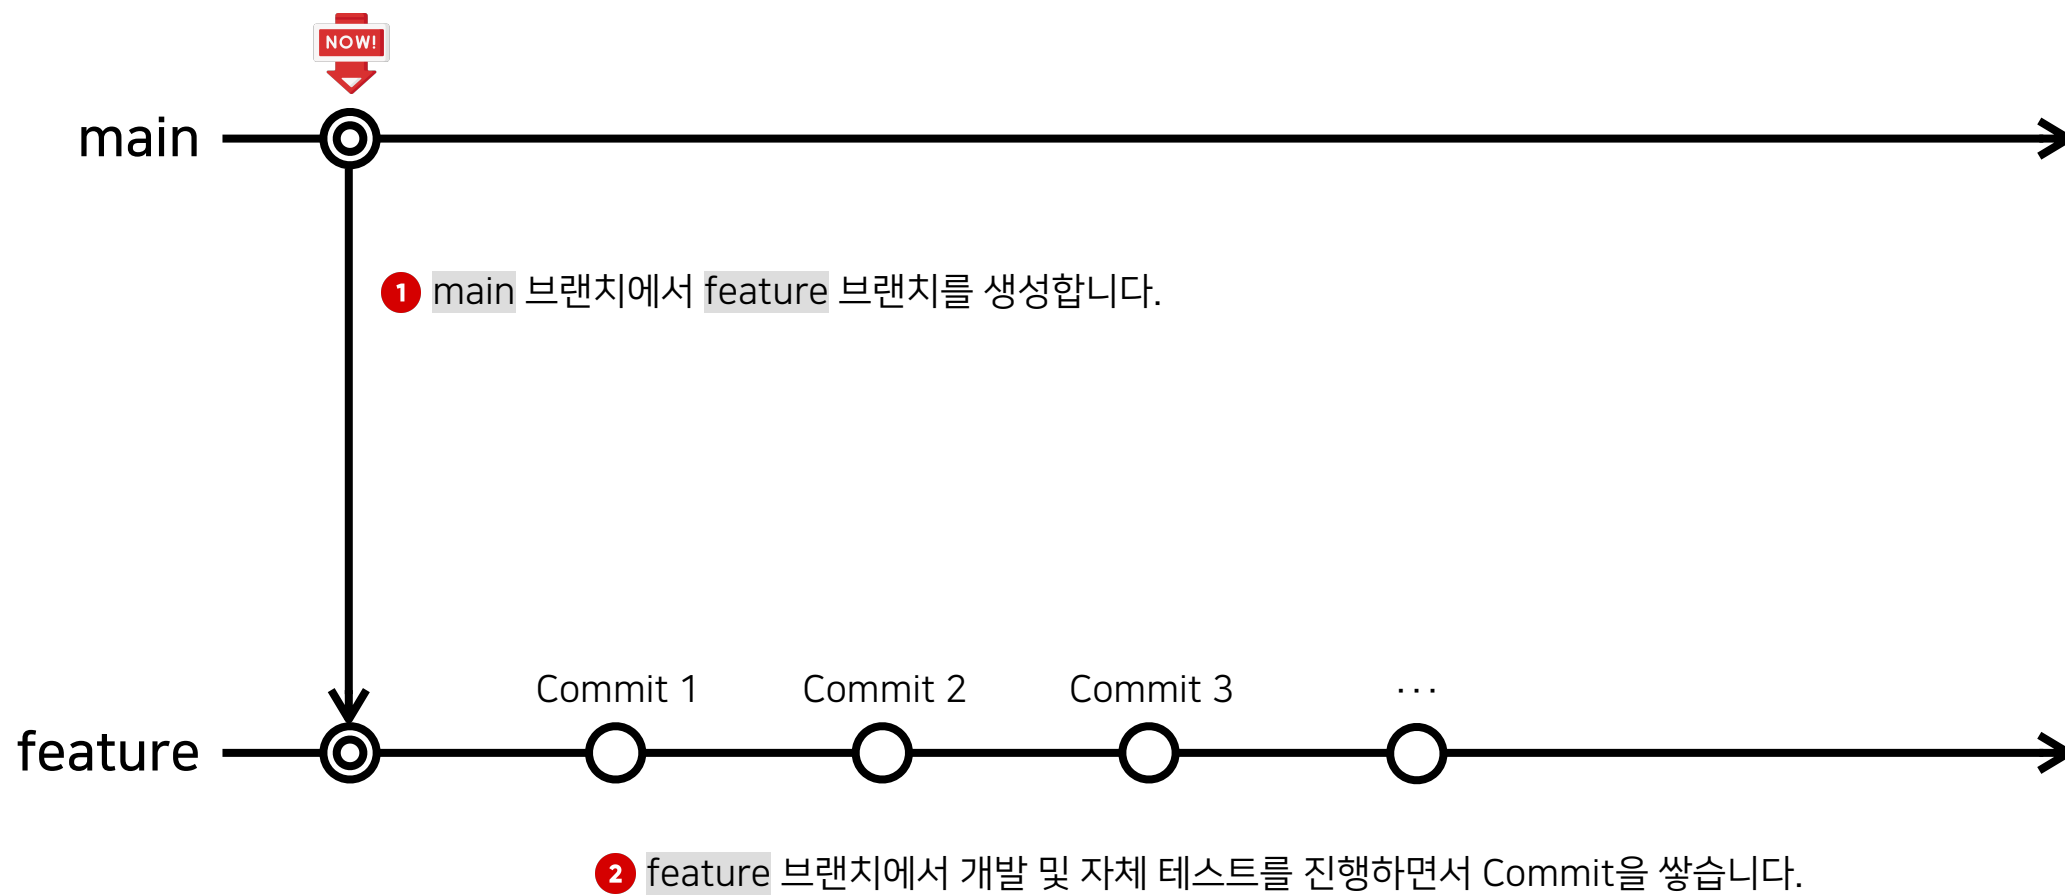 NOW!
main
1 main 브랜치에서 feature 브랜치를 생성합니다.
Commit 1
Commit 2
Commit 3
...
feature
2 feature 브랜치에서 개발 및 자체 테스트를 진행하면서 Commit을 쌓습니다.